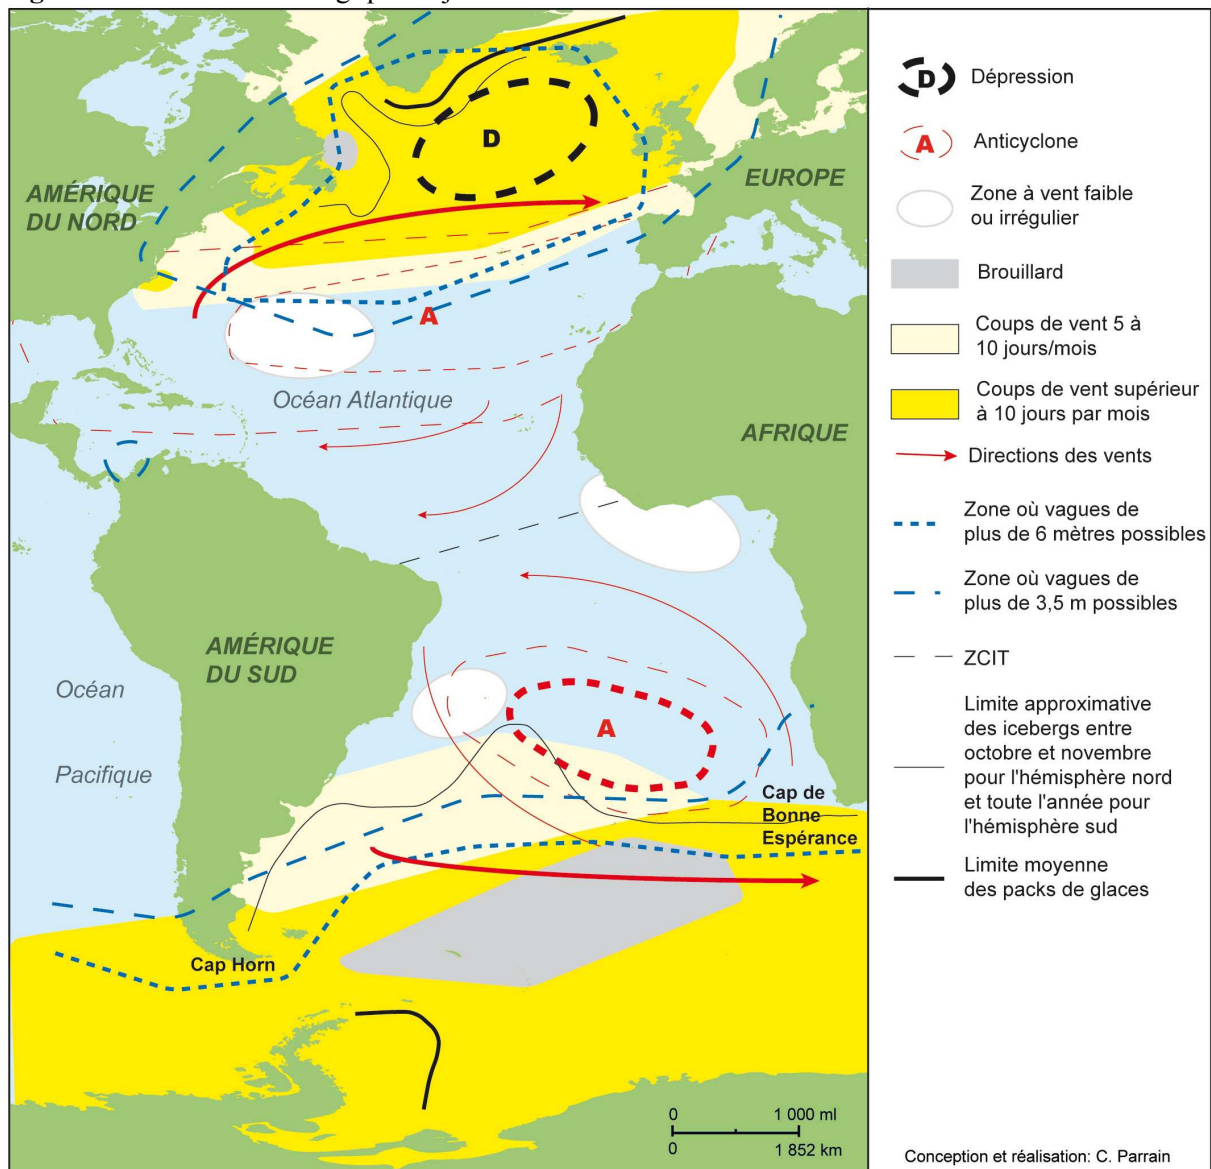 D
AMÉRIQUE
DU NORD
EUROPE
A
Océan Atlantique
AFRIQUE
AMÉRIQUE
DU SUD
Océan
Pacifique
A
Cap de
Bonne
Espérance
Cap Horn
0 1 000 ml
0 1 852 km
D Dépression
A Anticyclone
Zone à vent faible
ou irrégulier
Brouillard
Coups de vent 5 à
10 jours/mois
Coups de vent supérieur
à 10 jours par mois
Directions des vents
Zone où vagues de
plus de 6 mètres possibles
Zone où vagues de
plus de 3,5 m possibles
ZCIT
Limite approximative
des icebergs entre
octobre et novembre
pour l'hémisphère nord
et toute l'année pour
l'hémisphère sud
Limite moyenne
des packs de glaces
Conception et réalisation: C. Parrain